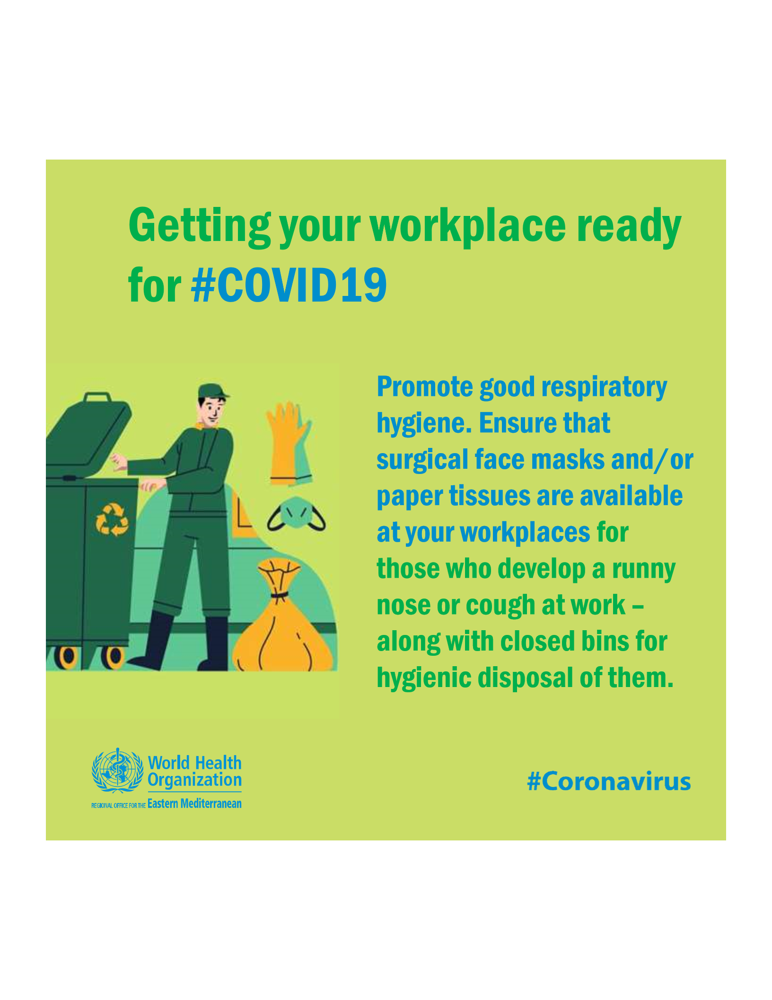 Getting your workplace ready
for #COVID19
Promote good respiratory
hygiene. Ensure that
surgical face masks and/or
paper tissues are available
at your workplaces for
those who develop a runny
nose or cough at work –
along with closed bins for
hygienic disposal of them.
World Health
Organization
REGIONAL OFFICE FOR THE Eastern Mediterranean
#Coronavirus